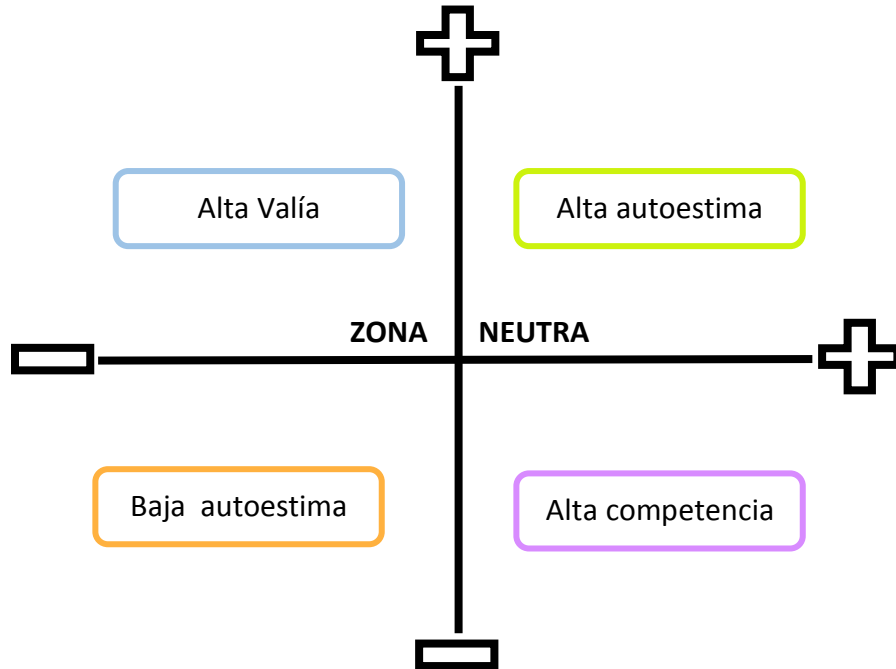 Alta Valía
Alta autoestima
ZONA NEUTRA
Baja autoestima
Alta competencia